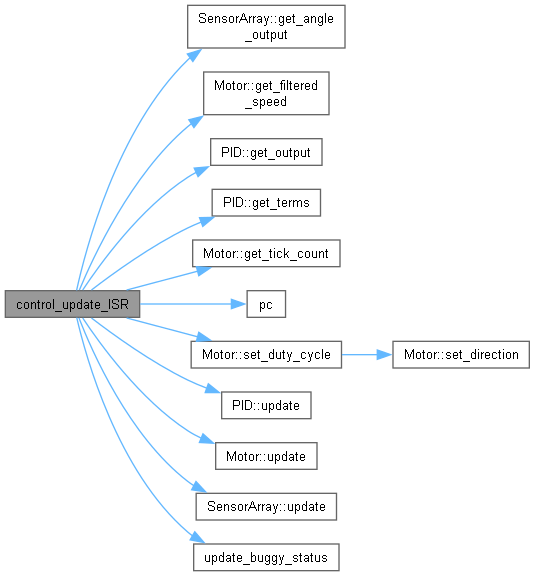 SensorArray::get_angle
_output
Motor::get_filtered
_speed
PID::get_output
PID::get_terms
Motor::get_tick_count
control_update_ISR
pc
Motor::set_duty_cycle
Motor::set_direction
PID::update
Motor::update
SensorArray::update
update_buggy_status